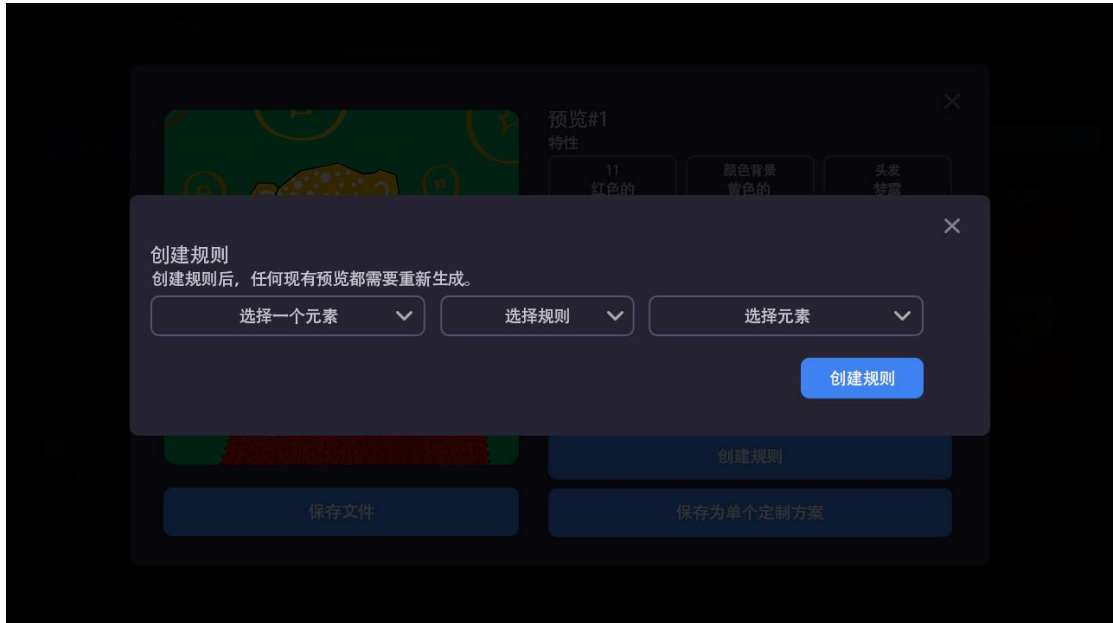 预览#1
特性
11
红色的
颜色背景
黄色的
头发
梦露
创建规则
创建规则后，任何现有预览都需要重新生成。
选择一个元素
选择规则
选择元素
创建规则
创建规则
保存文件
保存为单个定制方案